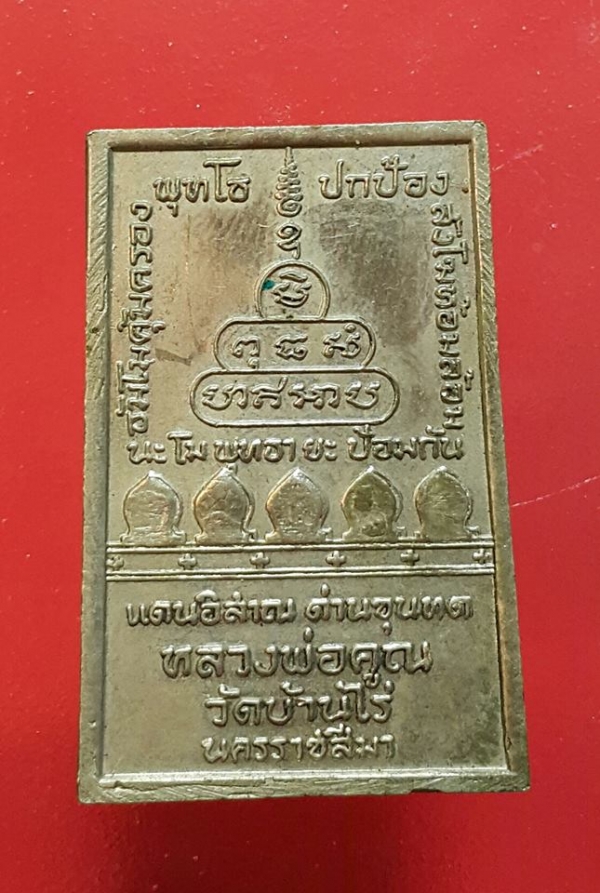 พุทโธ ปกป้อง
ธัมโมคุ้มครอง
สังโฆห้อมล้อม
นะ โม พุทธา ยะ ป้อมกัน
แดนอิสาณ ด่านขุนทด
หลวงพ่อคูณ
วัดบ้านไร่
นครราชสีมา